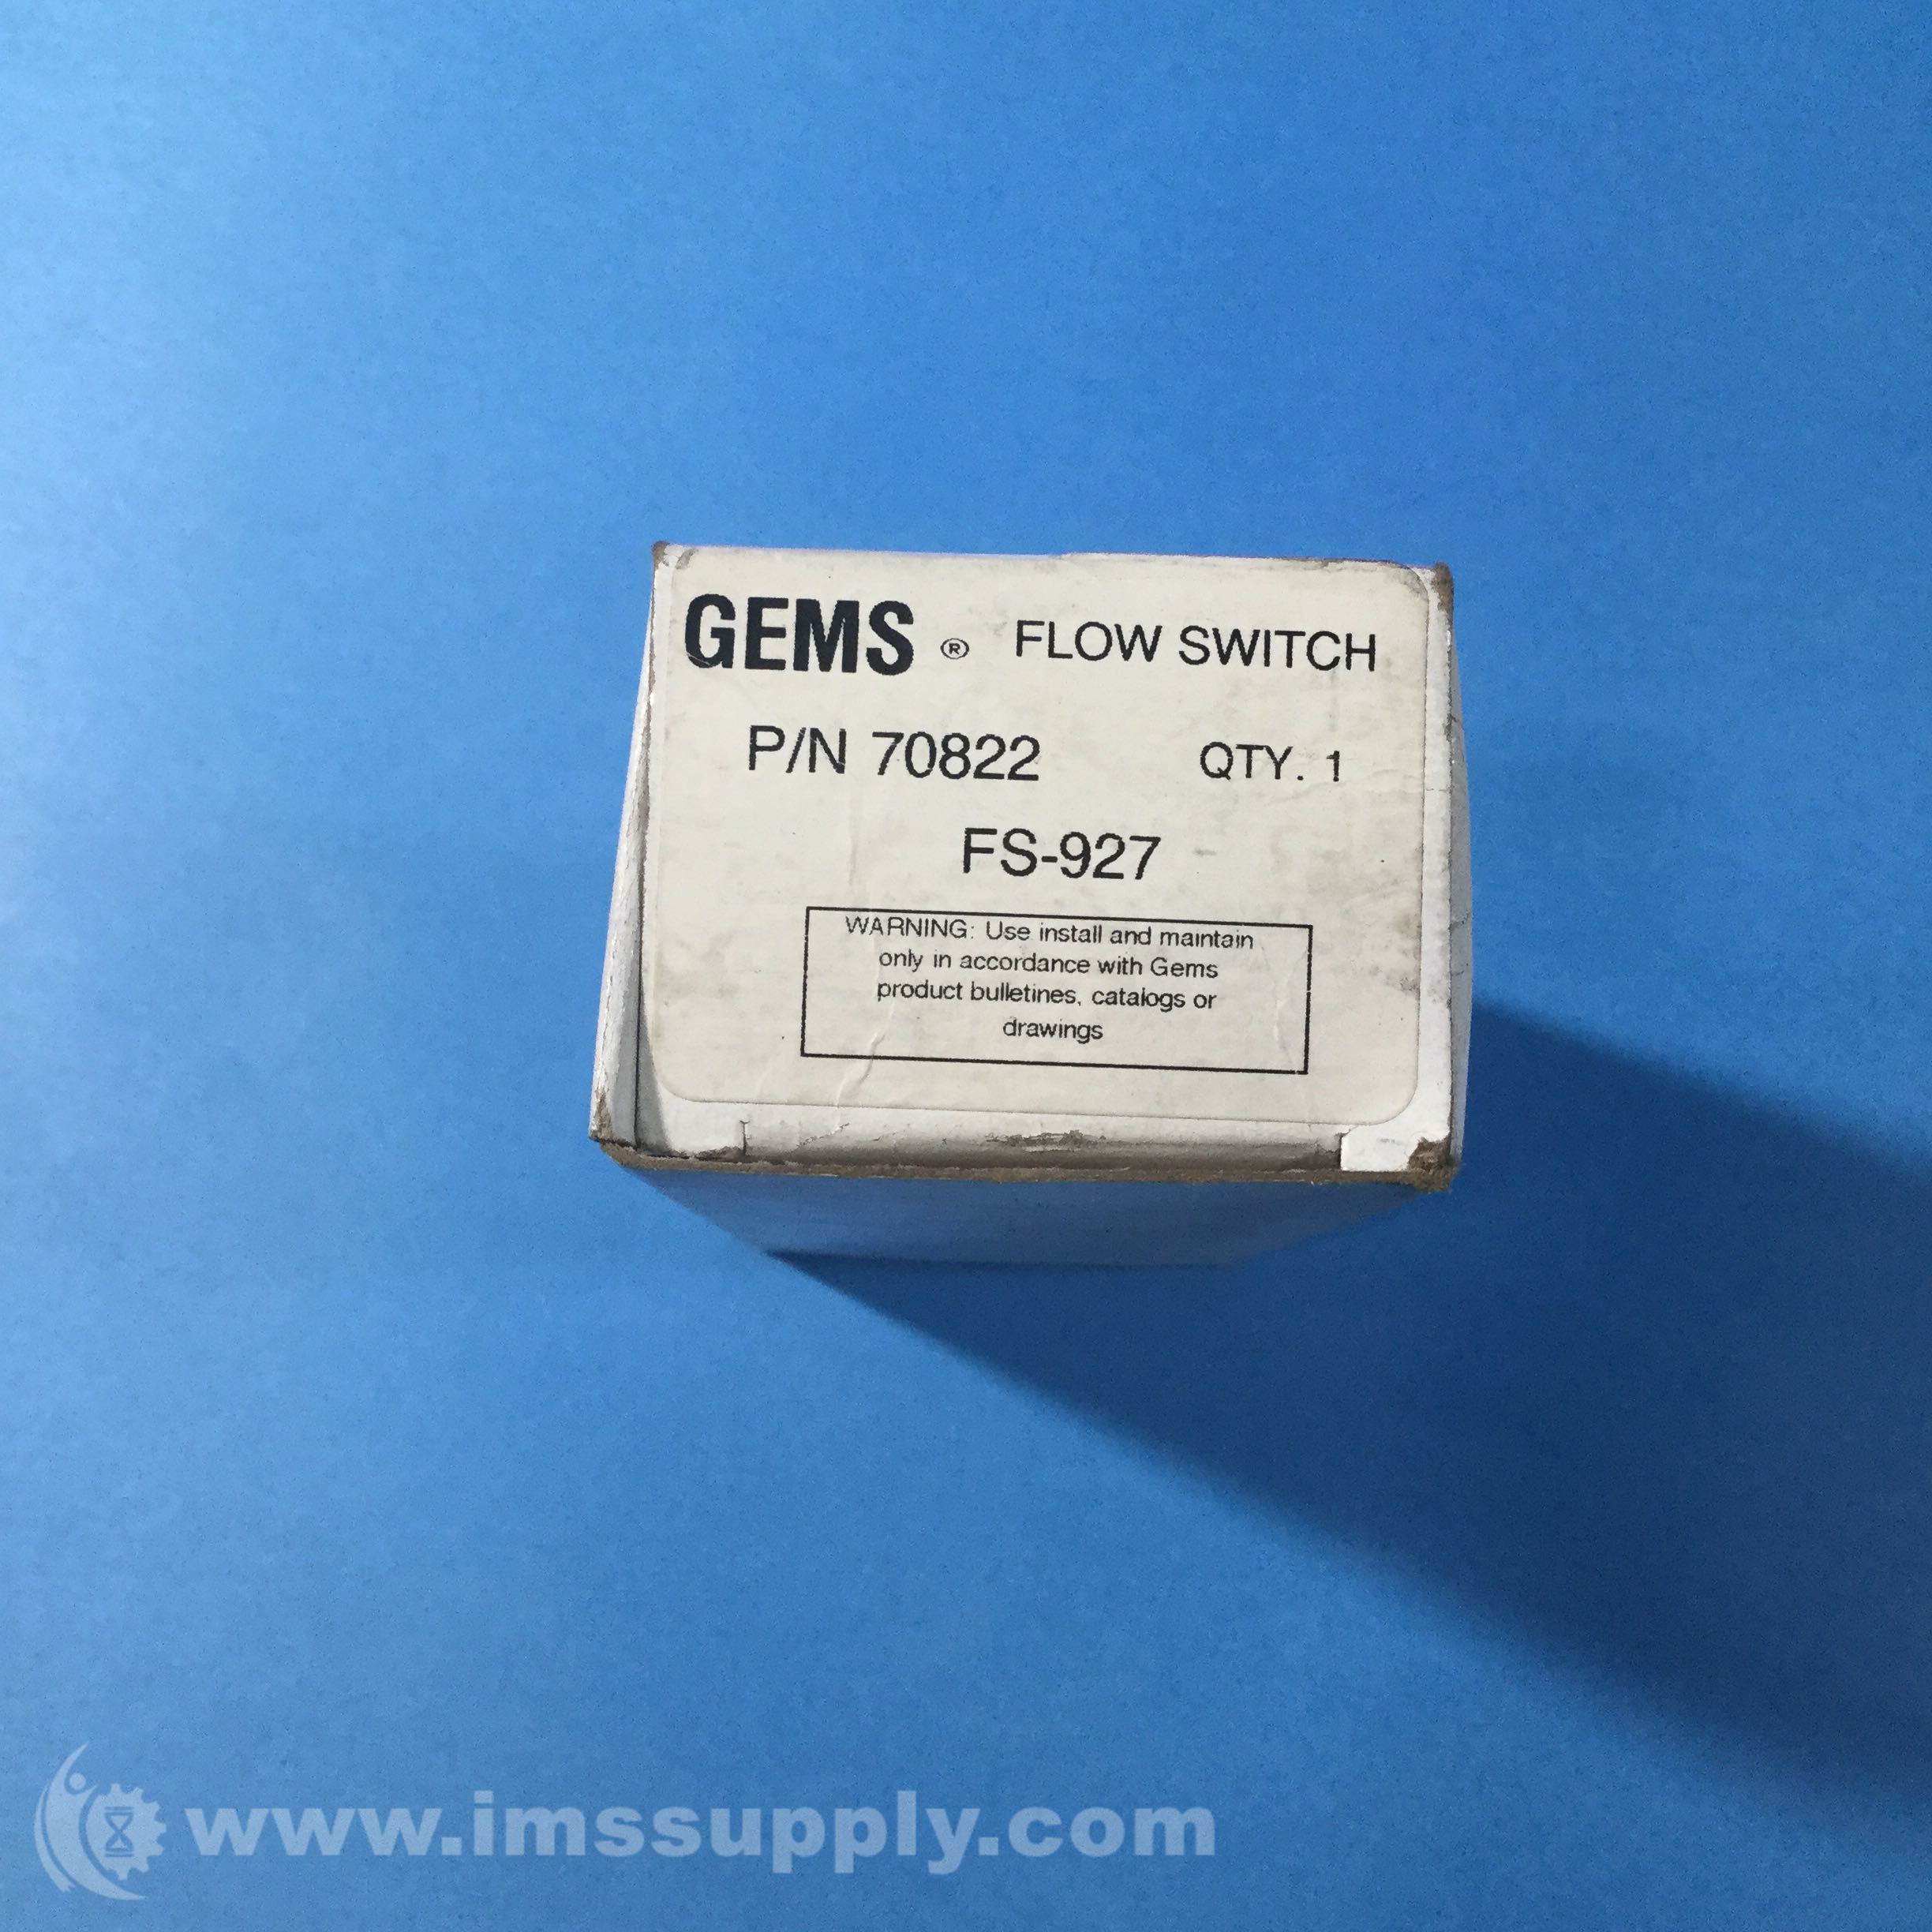 GEMS ® FLOW SWITCH
P/N 70822 QTY. 1
FS-927
WARNING: Use install and maintain
only in accordance with Gems
product bulletines, catalogs or
drawings
www.imssupply.com